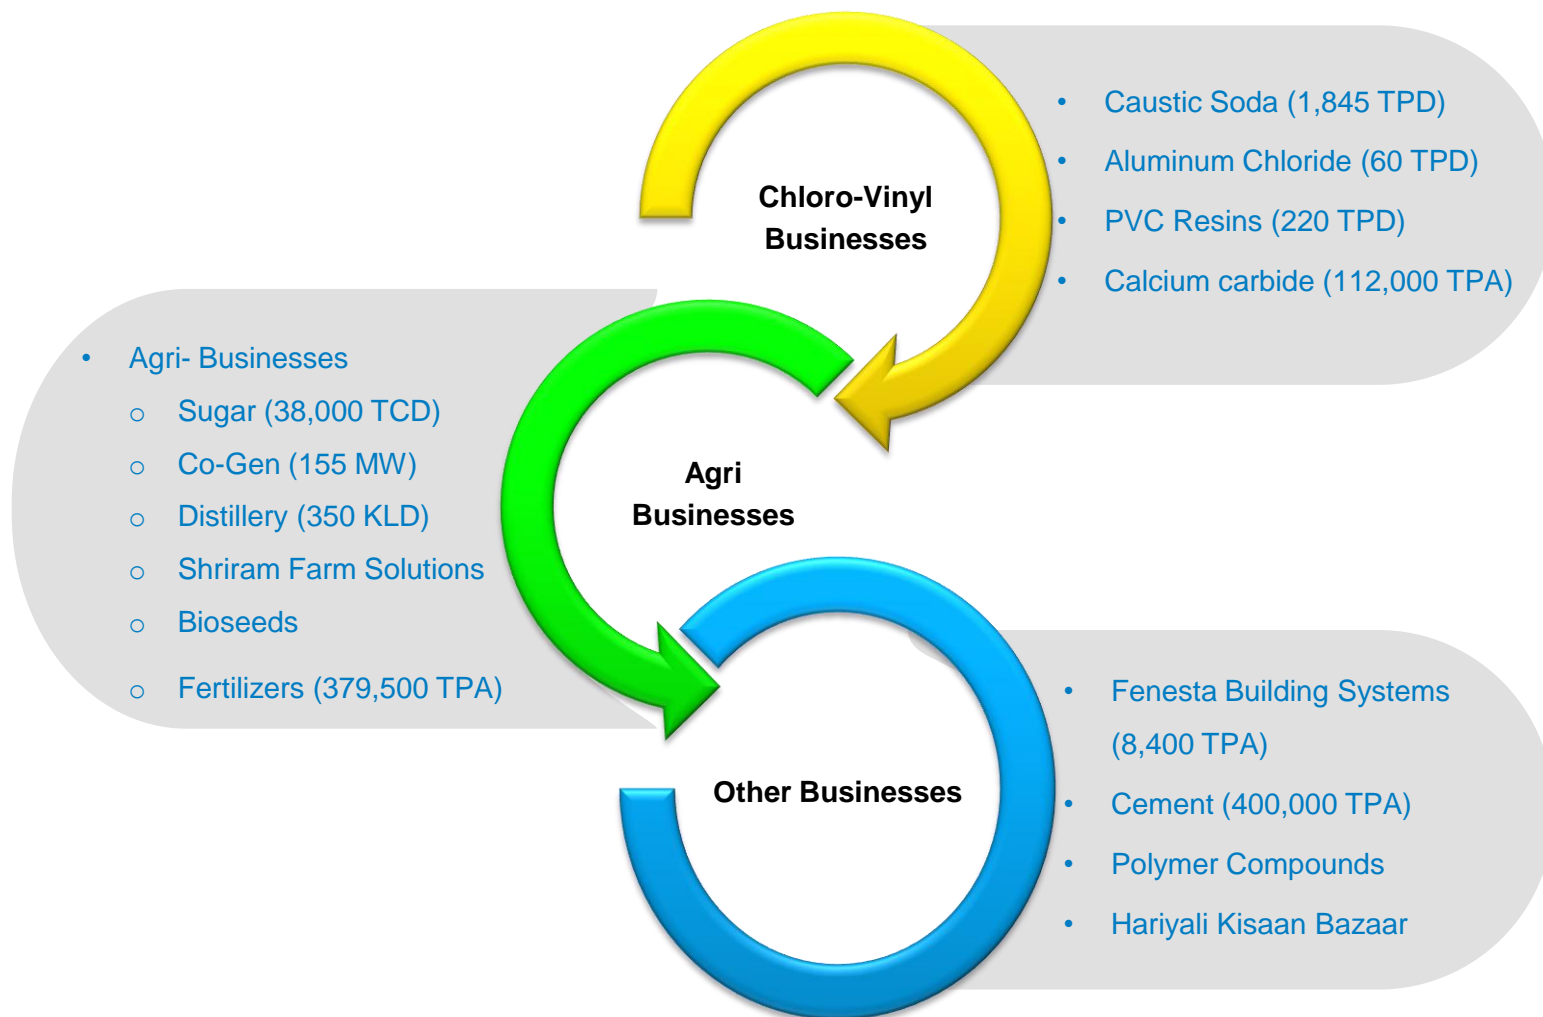 Chloro-Vinyl
Businesses
• Caustic Soda (1,845 TPD)
• Aluminum Chloride (60 TPD)
• PVC Resins (220 TPD)
• Calcium carbide (112,000 TPA)
• Agri- Businesses
o Sugar (38,000 TCD)
o Co-Gen (155 MW)
o Distillery (350 KLD)
o Shriram Farm Solutions
o Bioseeds
o Fertilizers (379,500 TPA)
Agri
Businesses
Other Businesses
• Fenesta Building Systems
(8,400 TPA)
• Cement (400,000 TPA)
• Polymer Compounds
• Hariyali Kisaan Bazaar